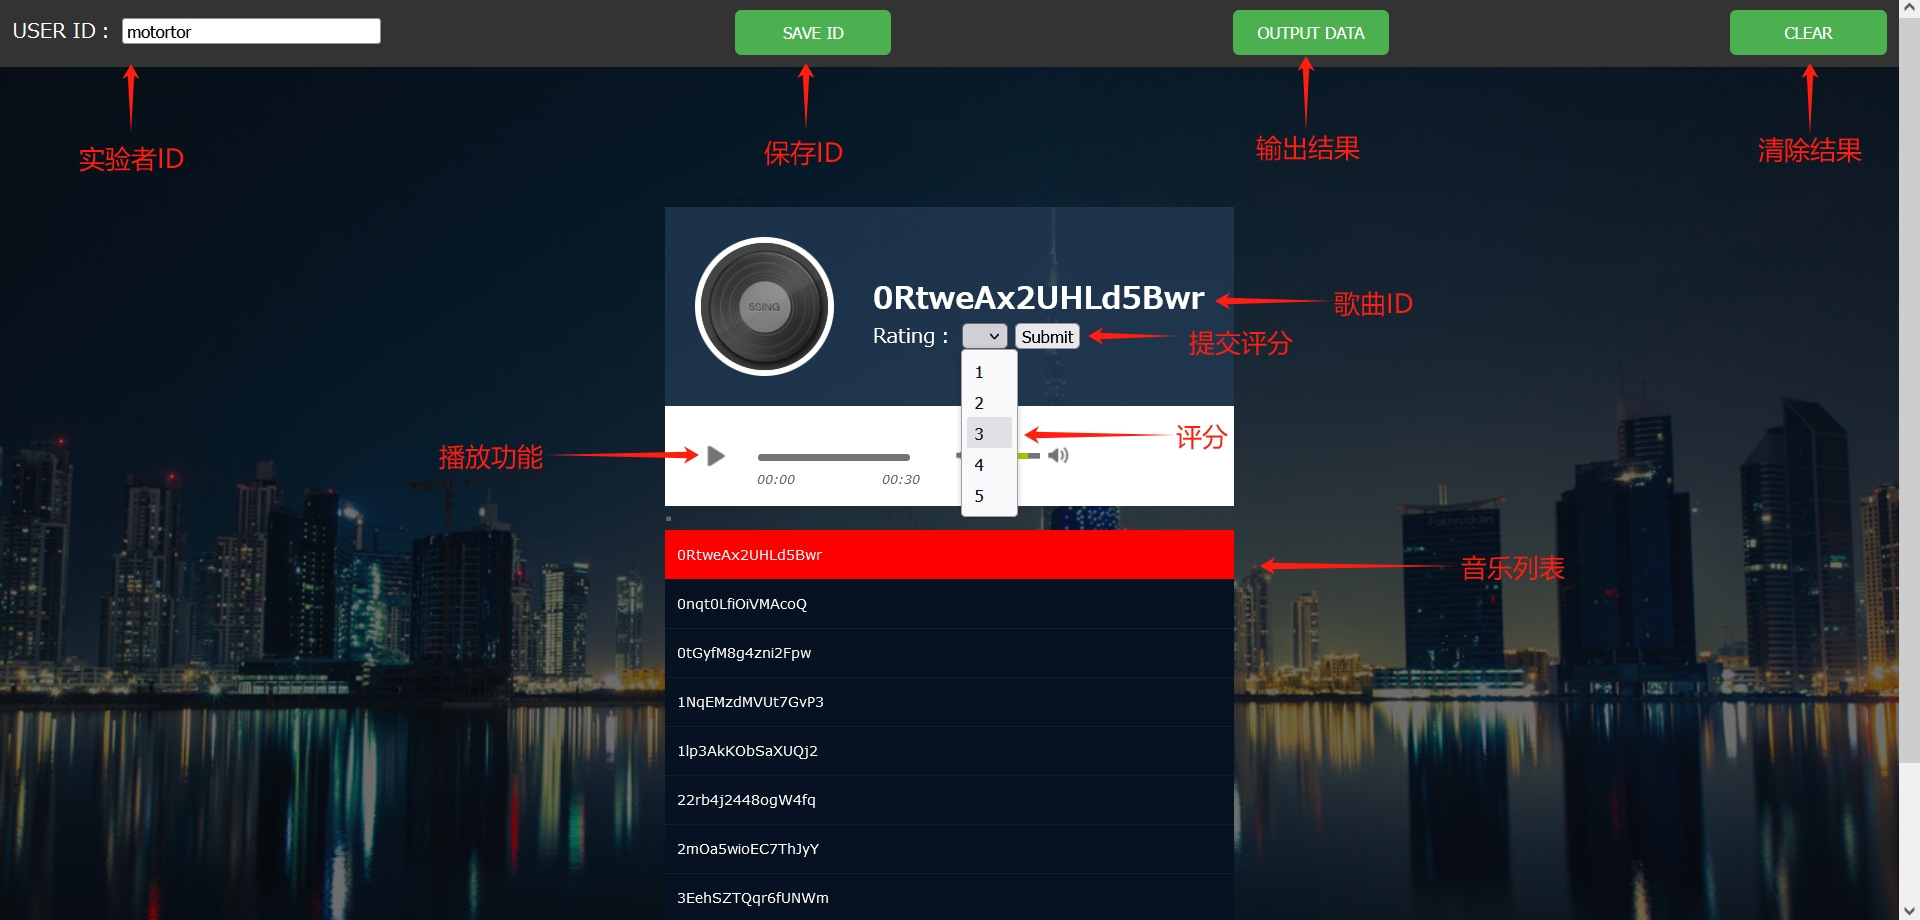 USER ID :
motortor
SAVE ID
OUTPUT DATA
CLEAR
实验者ID
保存ID
输出结果
清除结果
5SING
0RtweAx2UHLd5Bwr
歌曲ID
Rating :
Submit
提交评分
1
2
3
4
5
评分
播放功能
00:00
00:30
Fakhruddin
0RtweAx2UHLd5Bwr
音乐列表
0nqt0LfiOiVMAcoQ
0tGyfM8g4zni2Fpw
1NqEMzdMVUt7GvP3
1lp3AkKObSaXUQj2
22rb4j2448ogW4fq
2mOa5wioEC7ThJyY
3EehSZTQqr6fUNWm